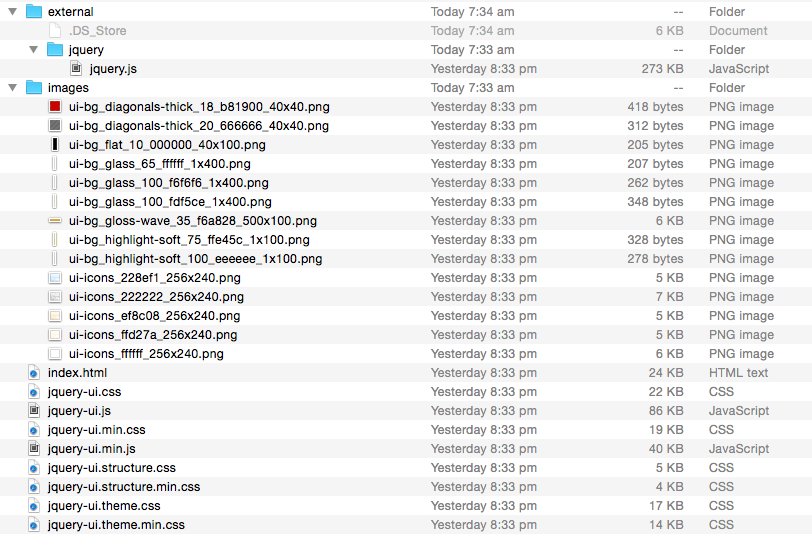 external Today 7:34 am -- Folder
.DS_Store Today 7:34 am 6 KB Document
jquery Today 7:33 am -- Folder
jquery.js Yesterday 8:33 pm 273 KB JavaScript
images Today 7:33 am -- Folder
ui-bg_diagonals-thick_18_b81900_40x40.png Yesterday 8:33 pm 418 bytes PNG image
ui-bg_diagonals-thick_20_666666_40x40.png Yesterday 8:33 pm 312 bytes PNG image
ui-bg_flat_10_000000_40x100.png Yesterday 8:33 pm 205 bytes PNG image
ui-bg_glass_65_ffffff_1x400.png Yesterday 8:33 pm 207 bytes PNG image
ui-bg_glass_100_f6f6f6_1x400.png Yesterday 8:33 pm 262 bytes PNG image
ui-bg_glass_100_fdf5ce_1x400.png Yesterday 8:33 pm 348 bytes PNG image
ui-bg_gloss-wave_35_f6a828_500x100.png Yesterday 8:33 pm 6 KB PNG image
ui-bg_highlight-soft_75_ffe45c_1x100.png Yesterday 8:33 pm 328 bytes PNG image
ui-bg_highlight-soft_100_eeeeee_1x100.png Yesterday 8:33 pm 278 bytes PNG image
ui-icons_228ef1_256x240.png Yesterday 8:33 pm 5 KB PNG image
ui-icons_222222_256x240.png Yesterday 8:33 pm 7 KB PNG image
ui-icons_ef8c08_256x240.png Yesterday 8:33 pm 5 KB PNG image
ui-icons_ffd27a_256x240.png Yesterday 8:33 pm 5 KB PNG image
ui-icons_ffffff_256x240.png Yesterday 8:33 pm 6 KB PNG image
index.html Yesterday 8:33 pm 24 KB HTML text
jquery-ui.css Yesterday 8:33 pm 22 KB CSS
jquery-ui.js Yesterday 8:33 pm 86 KB JavaScript
jquery-ui.min.css Yesterday 8:33 pm 19 KB CSS
jquery-ui.min.js Yesterday 8:33 pm 40 KB JavaScript
jquery-ui.structure.css Yesterday 8:33 pm 5 KB CSS
jquery-ui.structure.min.css Yesterday 8:33 pm 4 KB CSS
jquery-ui.theme.css Yesterday 8:33 pm 17 KB CSS
jquery-ui.theme.min.css Yesterday 8:33 pm 14 KB CSS